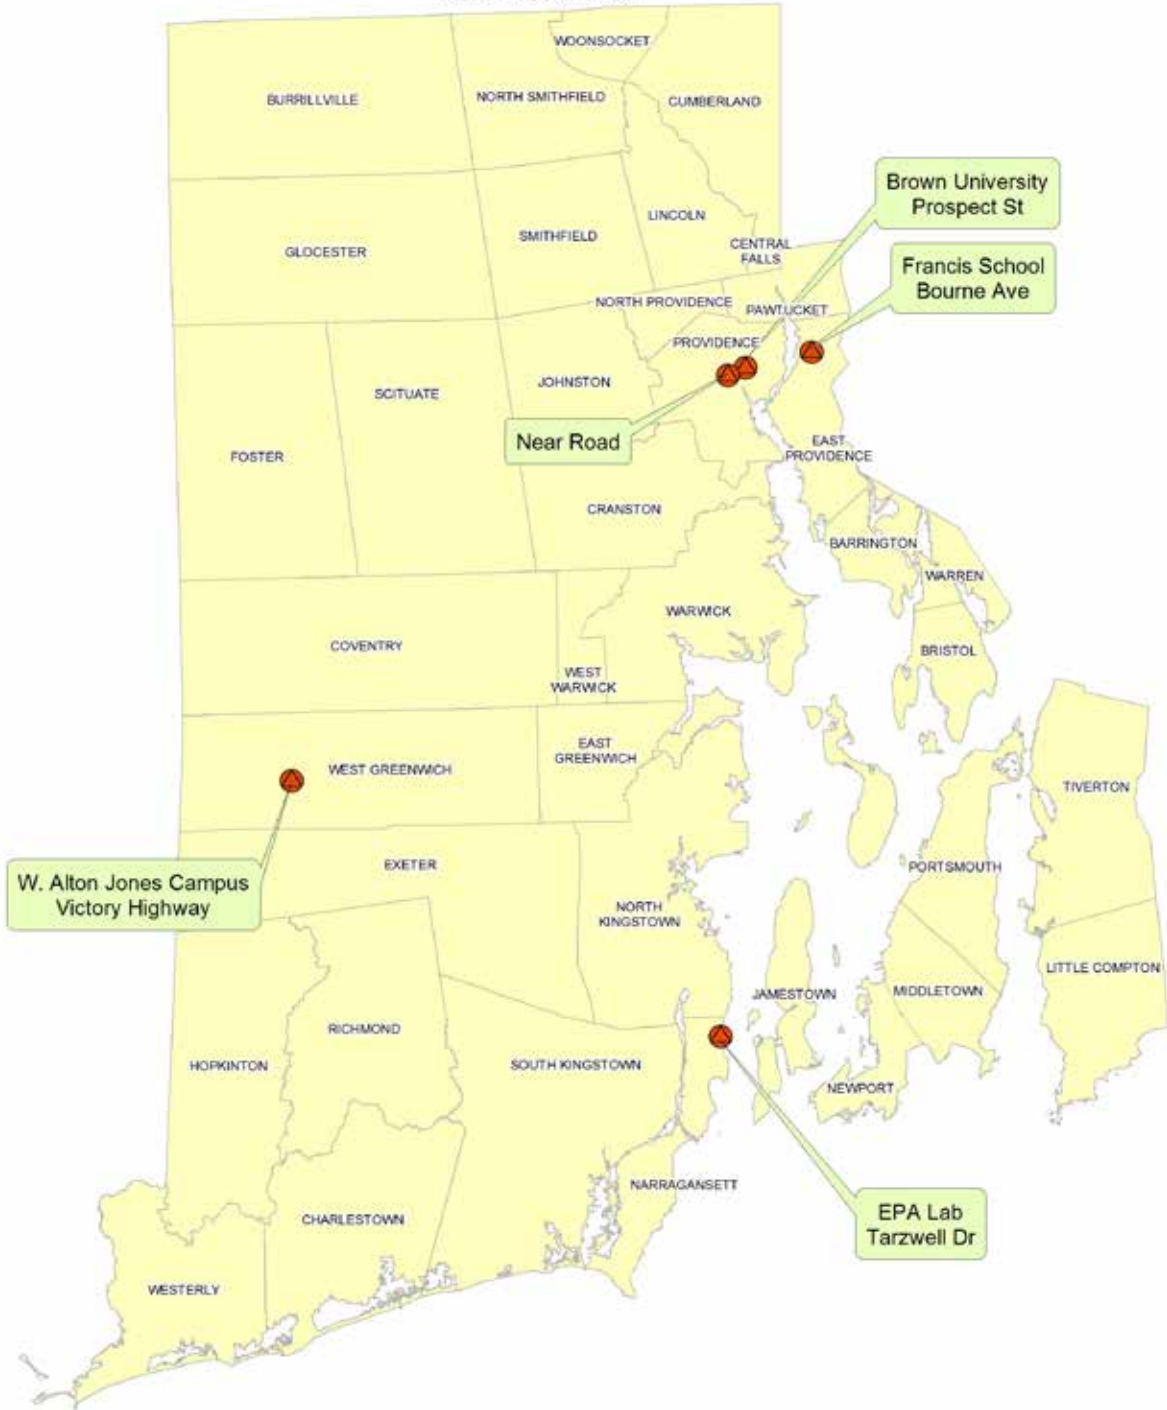 WOONSOCKET
BURRILLVILLE
NORTH SMITHFIELD
CUMBERLAND
Brown University
Prospect St
LINCOLN
SMITHFIELD
GLOCESTER
CENTRAL
FALLS
Francis School
Bourne Ave
NORTH PROVIDENCE
PAWTUCKET
PROVIDENCE
JOHNSTON
SCITUATE
Near Road
FOSTER
EAST
PROVIDENCE
CRANSTON
BARRINGTON
WARREN
WARWICK
COVENTRY
BRISTOL
WEST
WARWICK
EAST
GREENWICH
WEST GREENWICH
TIVERTON
EXETER
PORTSMOUTH
W. Alton Jones Campus
Victory Highway
NORTH
KINGSTOWN
LITTLE COMPTON
JAMESTOWN
MIDDLETOWN
RICHMOND
HOPKINTON
SOUTH KINGSTOWN
NEWPORT
NARRAGANSETT
CHARLESTOWN
EPA Lab
Tarzwell Dr
WESTERLY